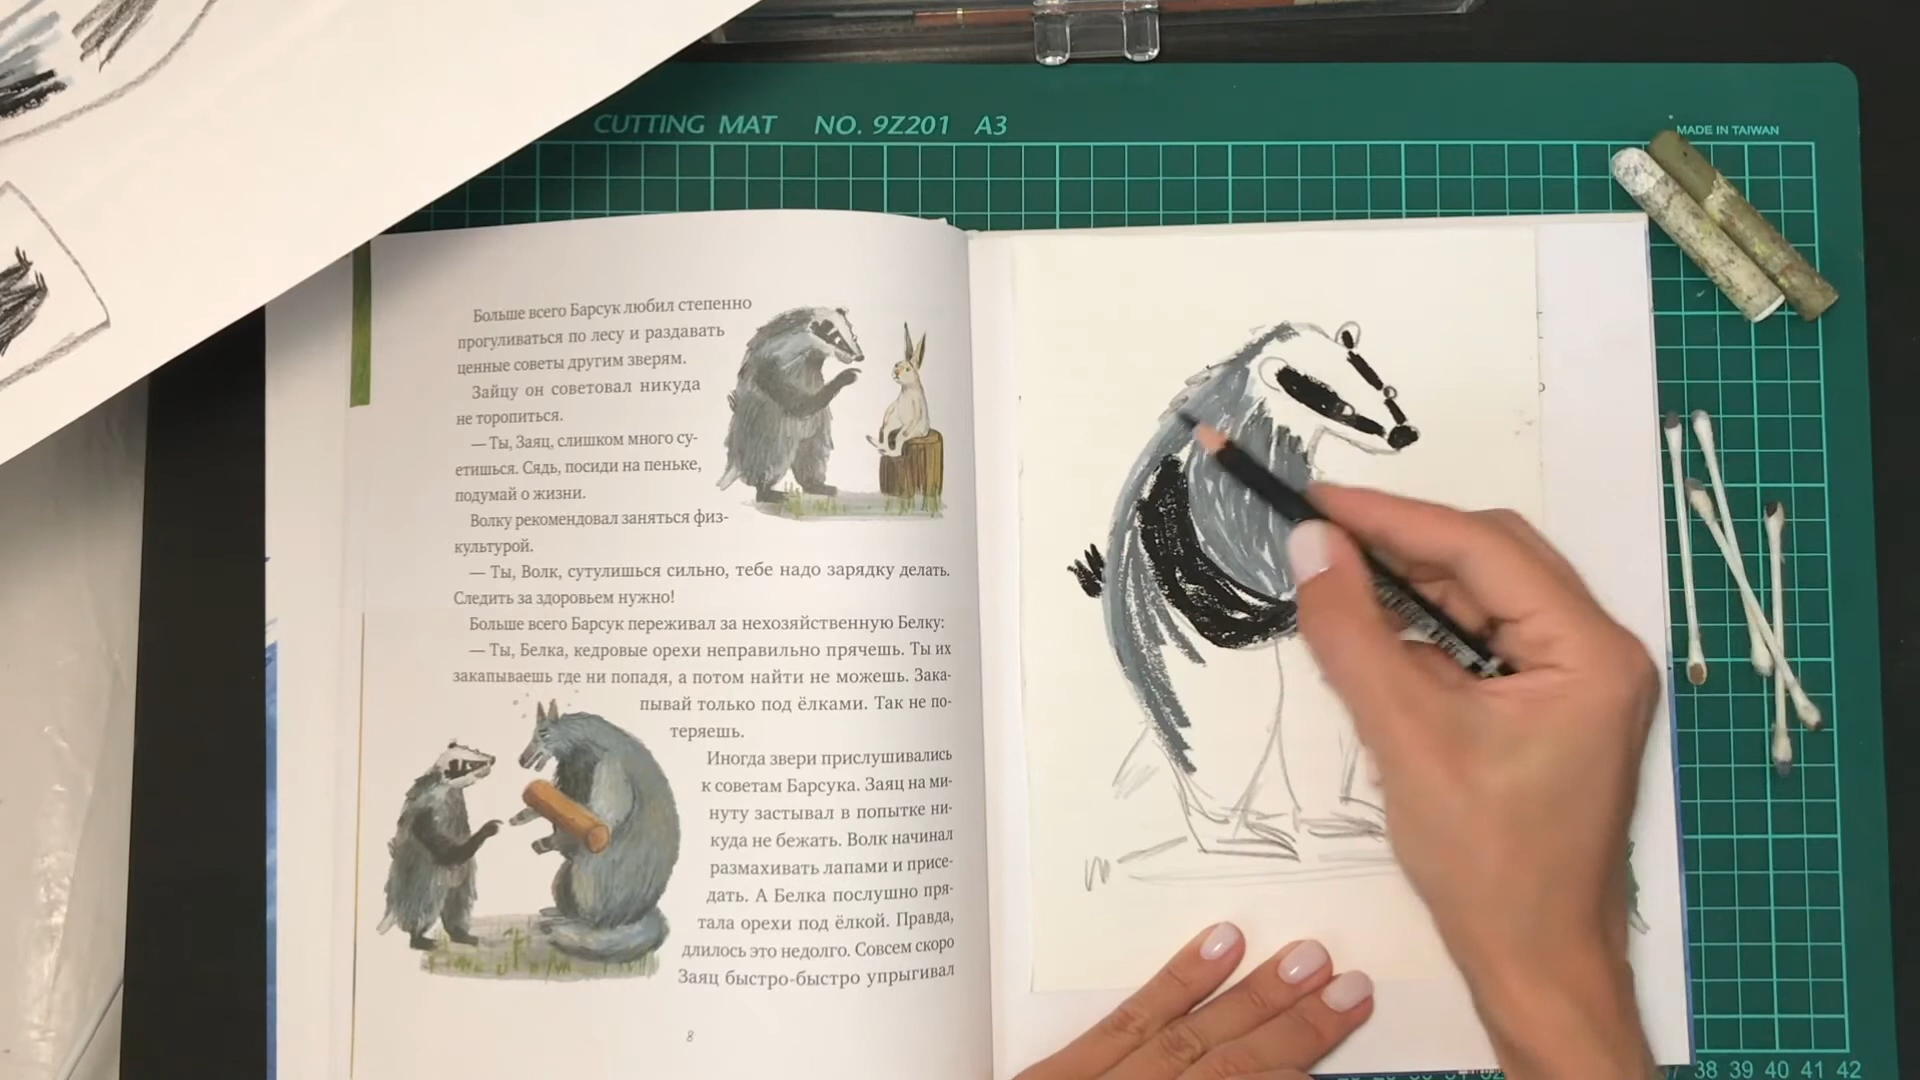 CUTTING MAT NO. 9Z201 A3
MADE IN TAIWAN
Больше всего Барсук любил степенно
прогуливаться по лесу и раздавать
ценные советы другим зверям.
Зайцу он советовал никуда
не торопиться.
— Ты, Заяц, слишком много су-
етишься. Сядь, посиди на пеньке,
подумай о жизни.
Волку рекомендовал заняться физ-
культурой.
— Ты, Волк, сутулишься сильно, тебе надо зарядку делать.
Следить за здоровьем нужно!
Больше всего Барсук переживал за нехозяйственную Белку:
— Ты, Белка, кедровые орехи неправильно прячешь. Ты их
закапываешь где ни попадя, а потом найти не можешь. Зака-
пывай только под ёлками. Так не по-
теряешь.
Иногда звери прислушивались
к советам Барсука. Заяц на ми-
нуту застывал в попытке ни-
куда не бежать. Волк начинал
размахивать лапами и присе-
дать. А Белка послушно пря-
тала орехи под ёлкой. Правда,
длилось это недолго. Совсем скоро
Заяц быстро-быстро упрыгивал
8
38 39 40 41 42